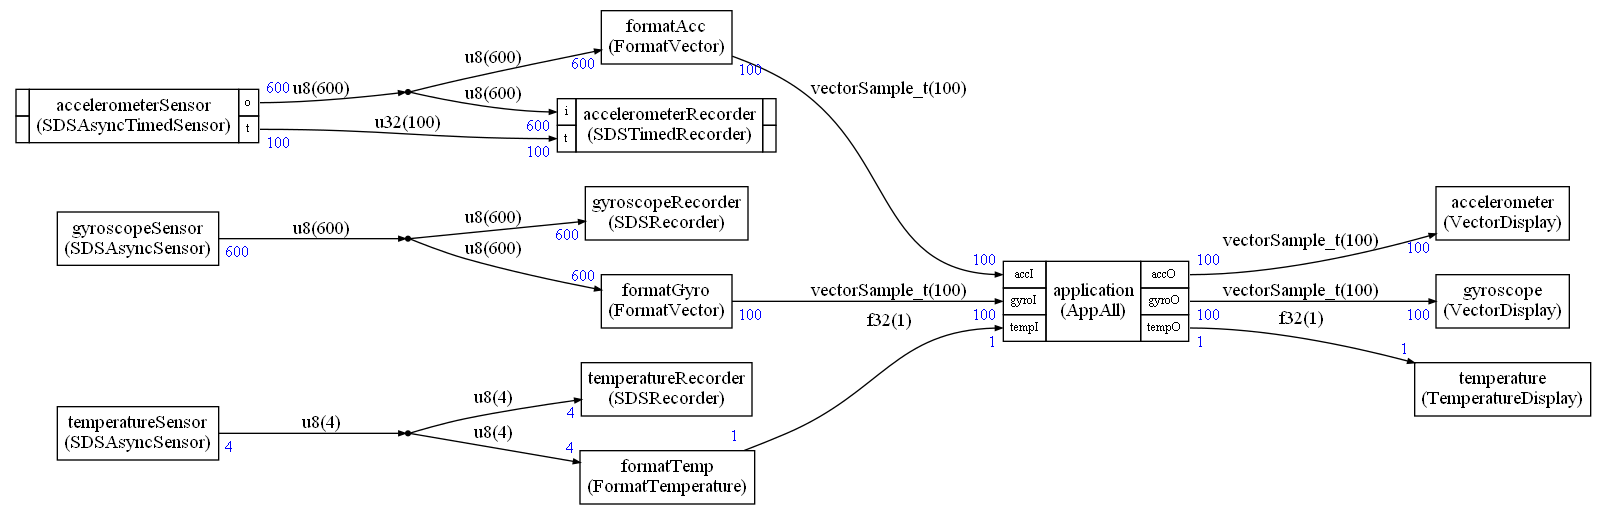 formatAcc
(FormatVector)
u8(600)
600
100
vectorSample_t(100)
accelerometerSensor
(SDSAsyncTimedSensor)
o
t
600
u8(600)
100
u32(100)
u8(600)
600
100
i
t
accelerometerRecorder
(SDSTimedRecorder)
gyroscopeSensor
(SDSAsyncSensor)
600
u8(600)
u8(600)
600
gyroscopeRecorder
(SDSRecorder)
u8(600)
600
formatGyro
(FormatVector)
100
vectorSample_t(100)
100
f32(1)
100
1
accI
gyroI
tempI
application
(AppAll)
accO
gyroO
tempO
100
vectorSample_t(100)
100
accelerometer
(VectorDisplay)
100
vectorSample_t(100)
100
gyroscope
(VectorDisplay)
1
f32(1)
1
temperature
(TemperatureDisplay)
temperatureSensor
(SDSAsyncSensor)
4
u8(4)
u8(4)
4
temperatureRecorder
(SDSRecorder)
u8(4)
4
1
formatTemp
(FormatTemperature)